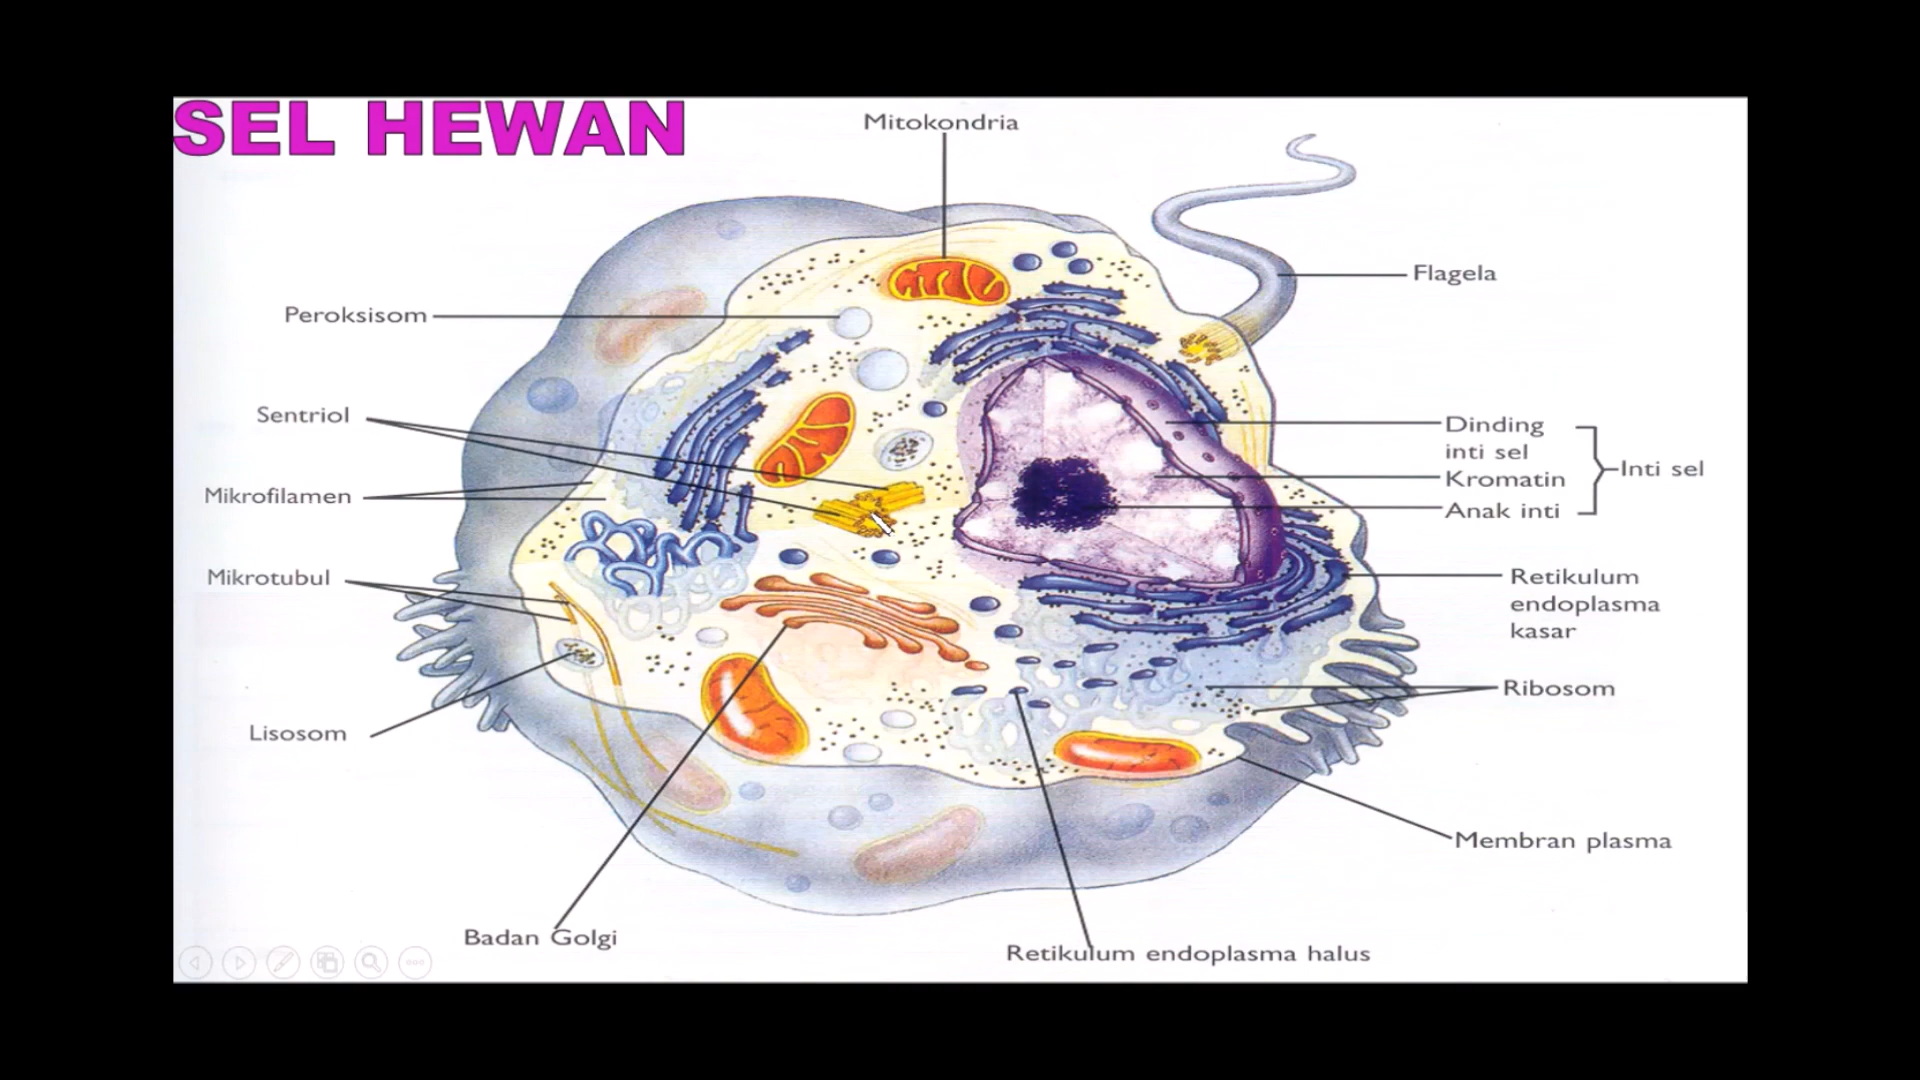 SEL HEWAN
Mitokondria
Flagela
Peroksisom
Sentriol
Dinding
inti sel
Kromatin
Anak inti
Inti sel
Mikrofilamen
Mikrotubul
Retikulum
endoplasma
kasar
Ribosom
Lisosom
Membran plasma
Badan Golgi
Retikulum endoplasma halus